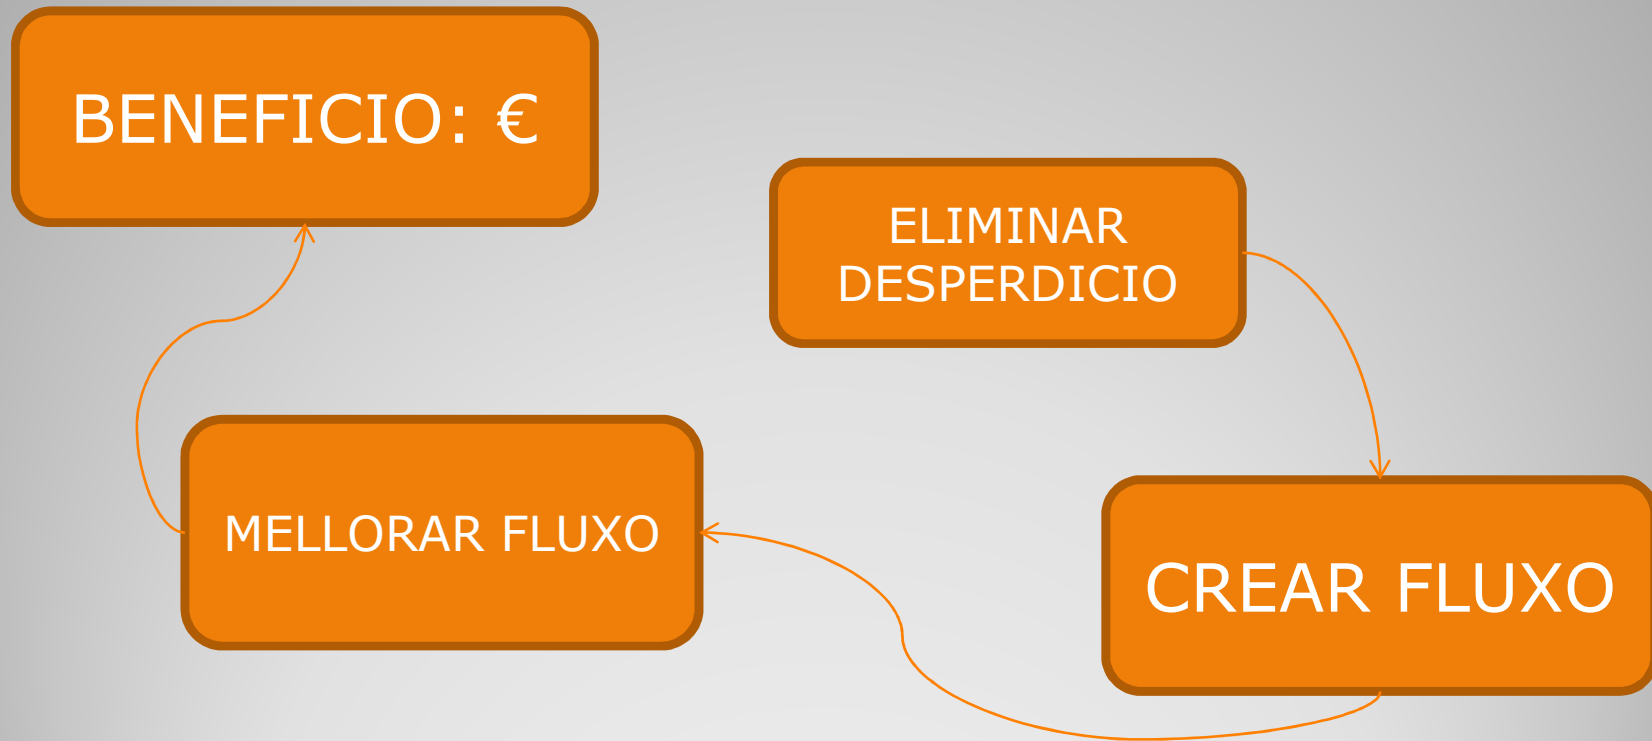 BENEFICIO: €
ELIMINAR
DESPERDICIO
MELLORAR FLUXO
CREAR FLUXO